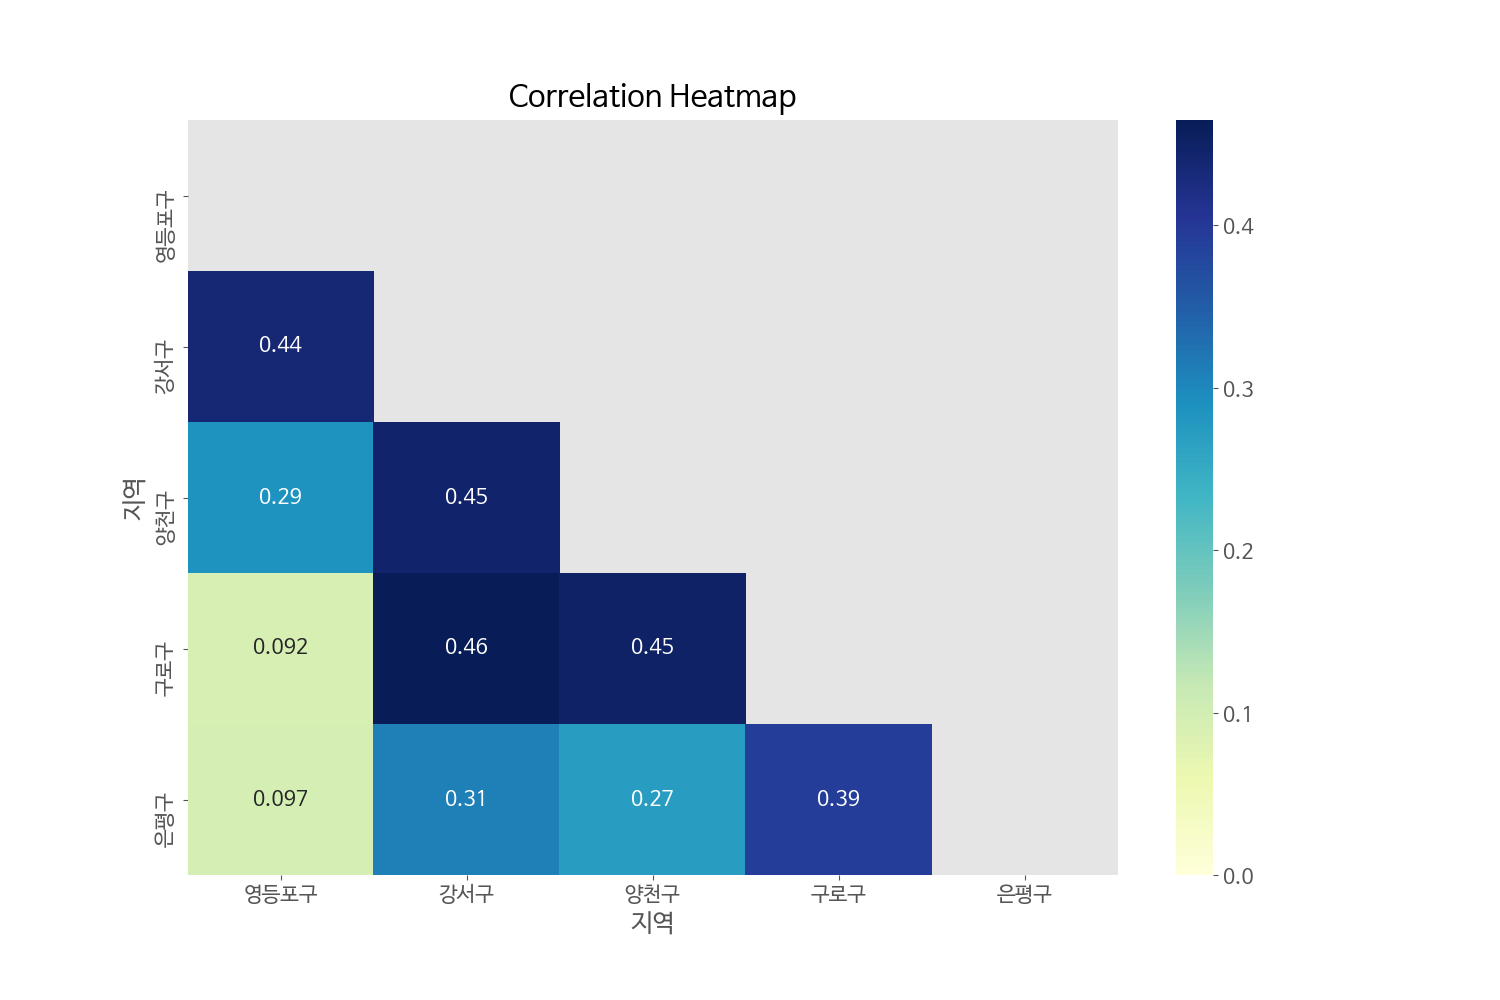 Correlation Heatmap
지역
영등포구
강서구
양천구
구로구
은평구
0.44
0.29 0.45
0.092 0.46 0.45
0.097 0.31 0.27 0.39
영등포구 강서구 양천구 구로구 은평구
지역
0.4
0.3
0.2
0.1
0.0